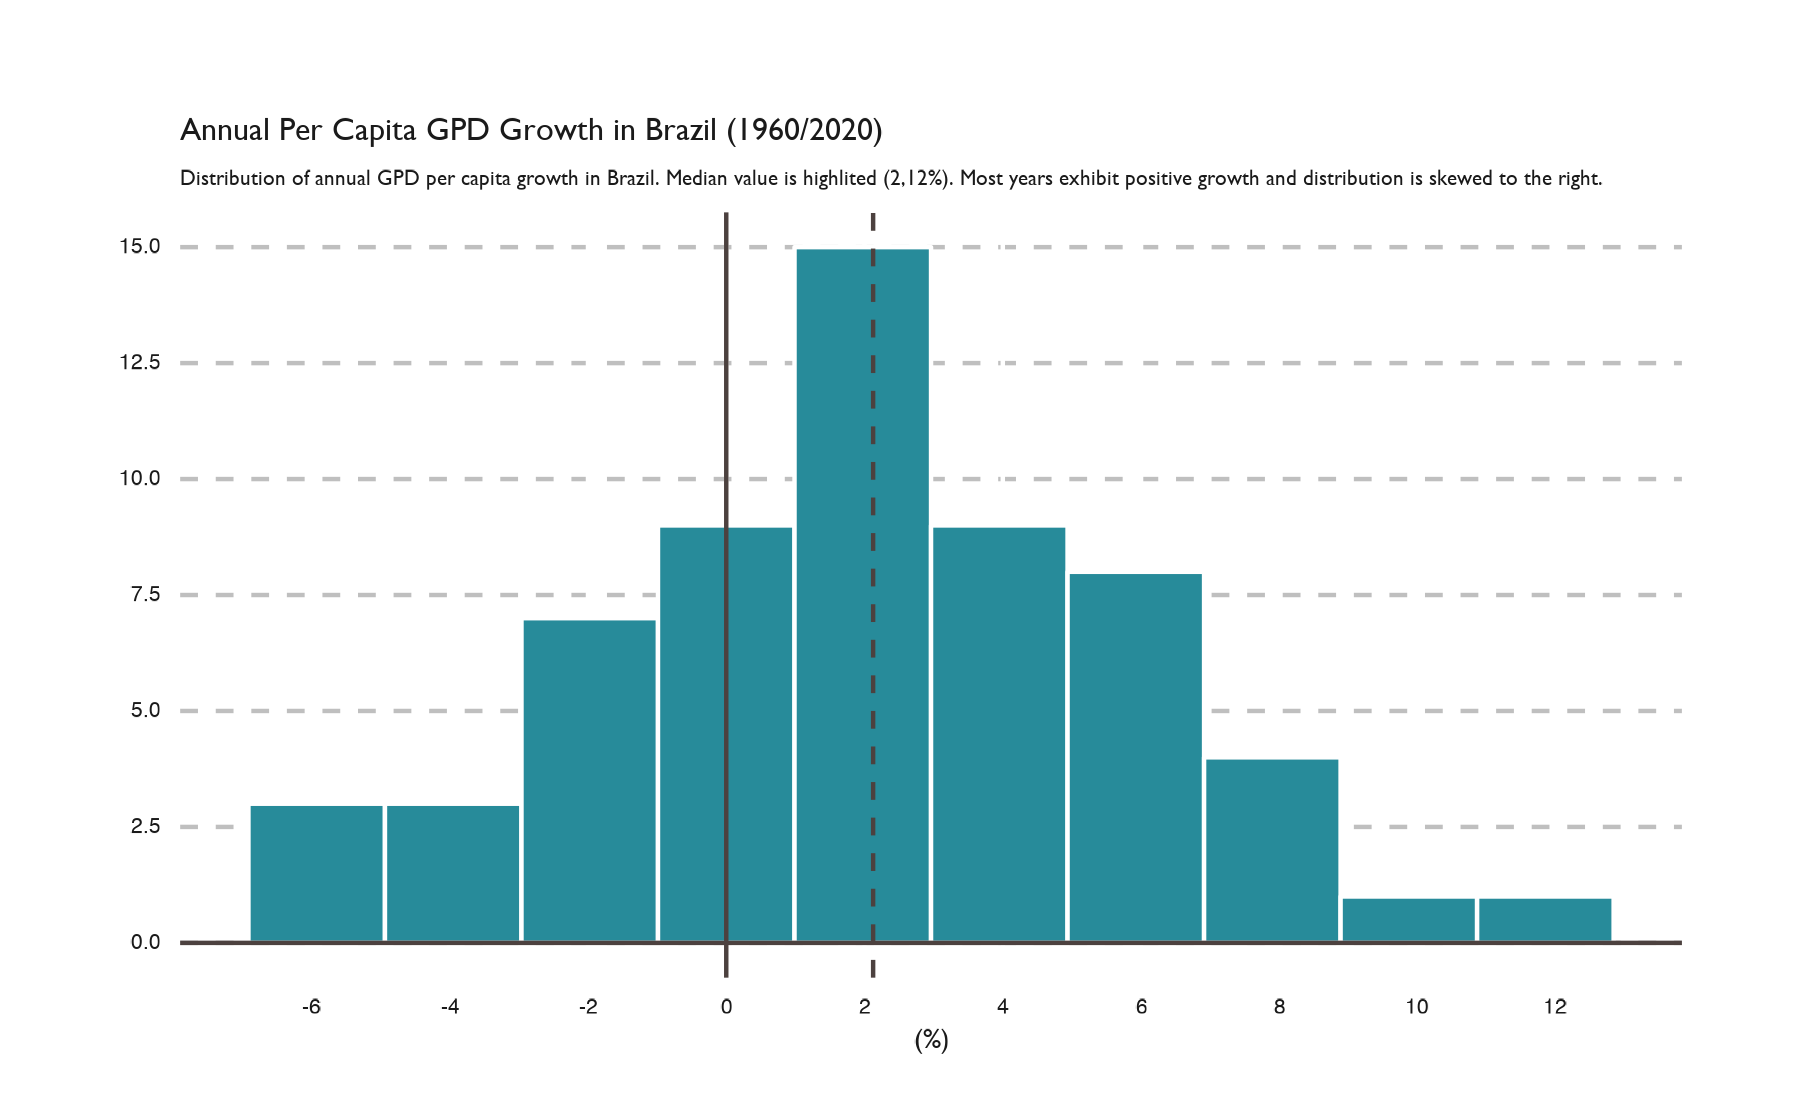 Annual Per Capita GPD Growth in Brazil (1960/2020)
Distribution of annual GPD per capita growth in Brazil. Median value is highlited (2,12%). Most years exhibit positive growth and distribution is skewed to the right.
15.0
12.5
10.0
7.5
5.0
2.5
0.0
-6 -4 -2 0 2 4 6 8 10 12
(%)